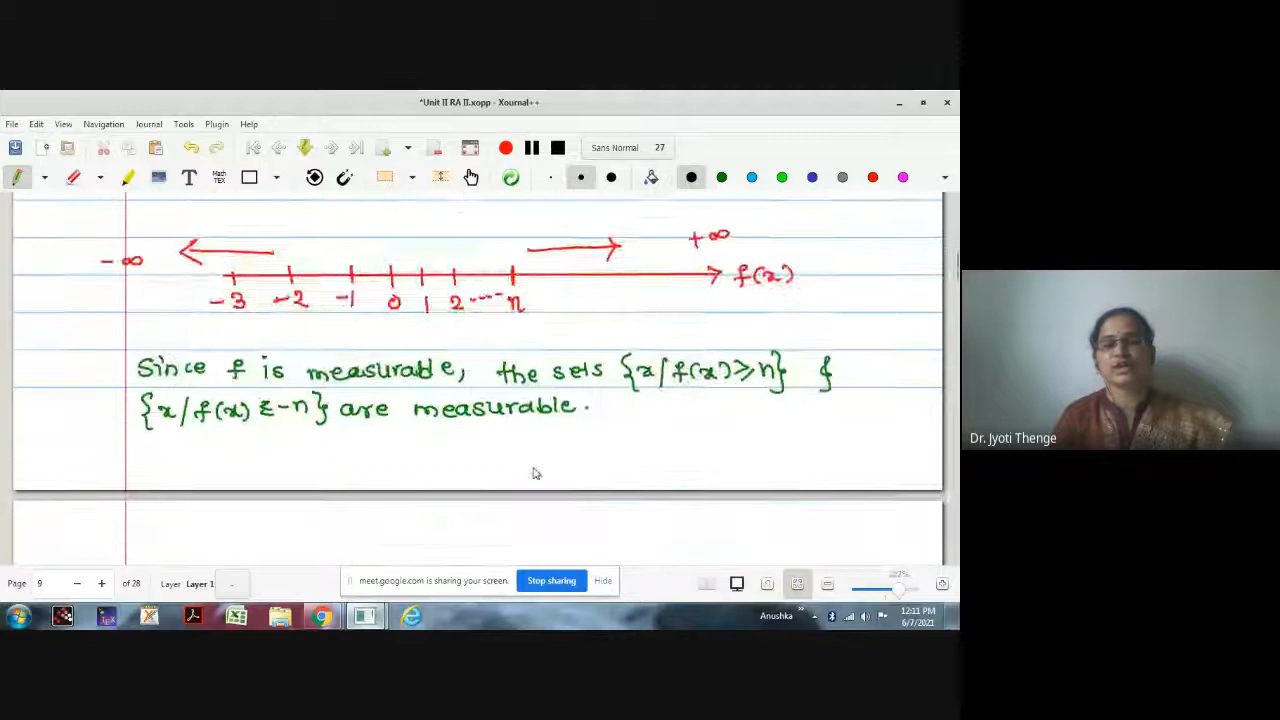 *Unit II RA II.xopp - Xournal++
File Edit View Navigation Journal Tools Plugin Help
Sans Normal 27
T Math TEX
+∞
-∞
f(x)
-3 -2 -1 0 1 2 ---- n
Since f is measurable, the sets {x/f(x)≥n} &
{x/f(x)≤-n} are measurable.
Dr. Jyoti Thenge
Page 9 of 28 Layer Layer 1
meet.google.com is sharing your screen. Stop sharing Hide
Anushka
12:11 PM
6/7/2021